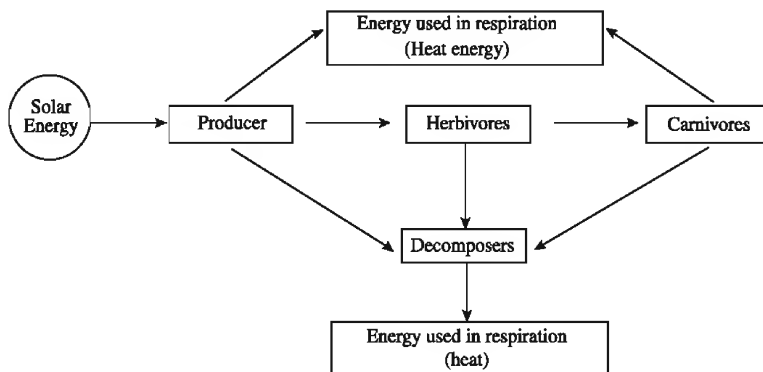 Energy used in respiration
(Heat energy)
Solar
Energy
Producer
Herbivores
Carnivores
Decomposers
Energy used in respiration
(heat)